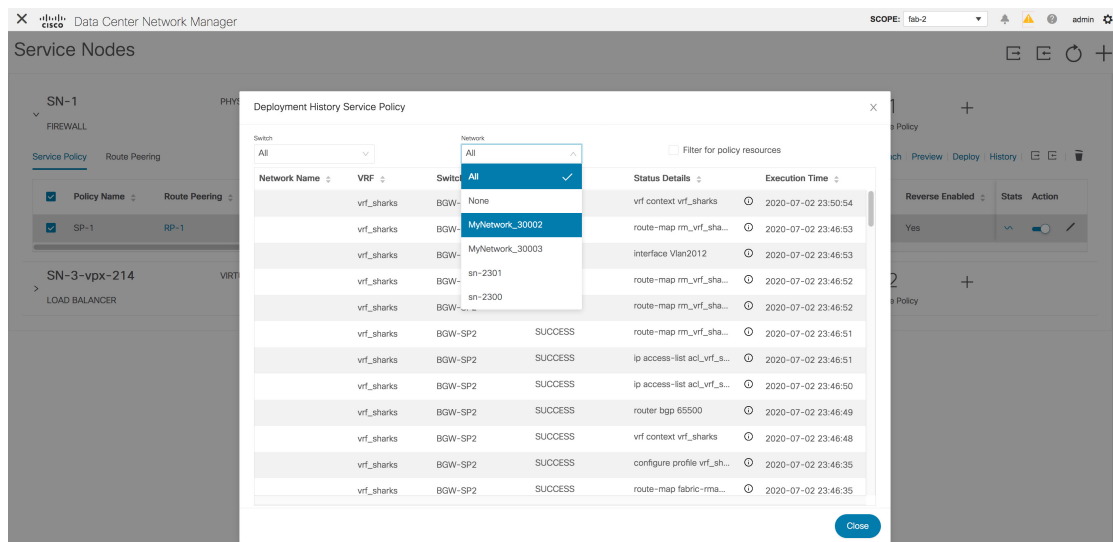 cisco Data Center Network Manager SCOPE: fab-2 admin
Service Nodes
SN-1
FIREWALL
Service Policy Route Peering
Preview Deploy History
Policy Name Route Peering Reverse Enabled Stats Action
SP-1 RP-1 Yes
SN-3-vpx-214
LOAD BALANCER
Deployment History Service Policy
Switch Network
All All Filter for policy resources
All
None
MyNetwork_30002
MyNetwork_30003
sn-2301
sn-2300
Network Name VRF Status Details Execution Time
vrf_sharks BGW- vrf context vrf_sharks 2020-07-02 23:50:54
vrf_sharks BGW- route-map rm_vrf_sha... 2020-07-02 23:46:53
vrf_sharks BGW- interface Vlan2012 2020-07-02 23:46:53
vrf_sharks BGW- route-map rm_vrf_sha... 2020-07-02 23:46:52
vrf_sharks BGW- route-map rm_vrf_sha... 2020-07-02 23:46:52
vrf_sharks BGW-SP2 SUCCESS route-map rm_vrf_sha... 2020-07-02 23:46:51
vrf_sharks BGW-SP2 SUCCESS ip access-list acl_vrf_s... 2020-07-02 23:46:51
vrf_sharks BGW-SP2 SUCCESS ip access-list acl_vrf_s... 2020-07-02 23:46:50
vrf_sharks BGW-SP2 SUCCESS router bgp 65500 2020-07-02 23:46:49
vrf_sharks BGW-SP2 SUCCESS vrf context vrf_sharks 2020-07-02 23:46:48
vrf_sharks BGW-SP2 SUCCESS configure profile vrf_sh... 2020-07-02 23:46:35
vrf_sharks BGW-SP2 SUCCESS route-map fabric-rma... 2020-07-02 23:46:35
Close